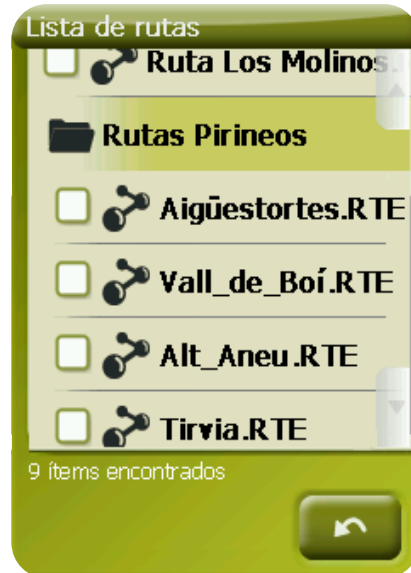 Lista de rutas
Ruta Los Molinos.
Rutas Pirineos
Aigüestortes.RTE
Vall_de_Boí.RTE
Alt_Aneu.RTE
Tirvia.RTE
9 ítems encontrados